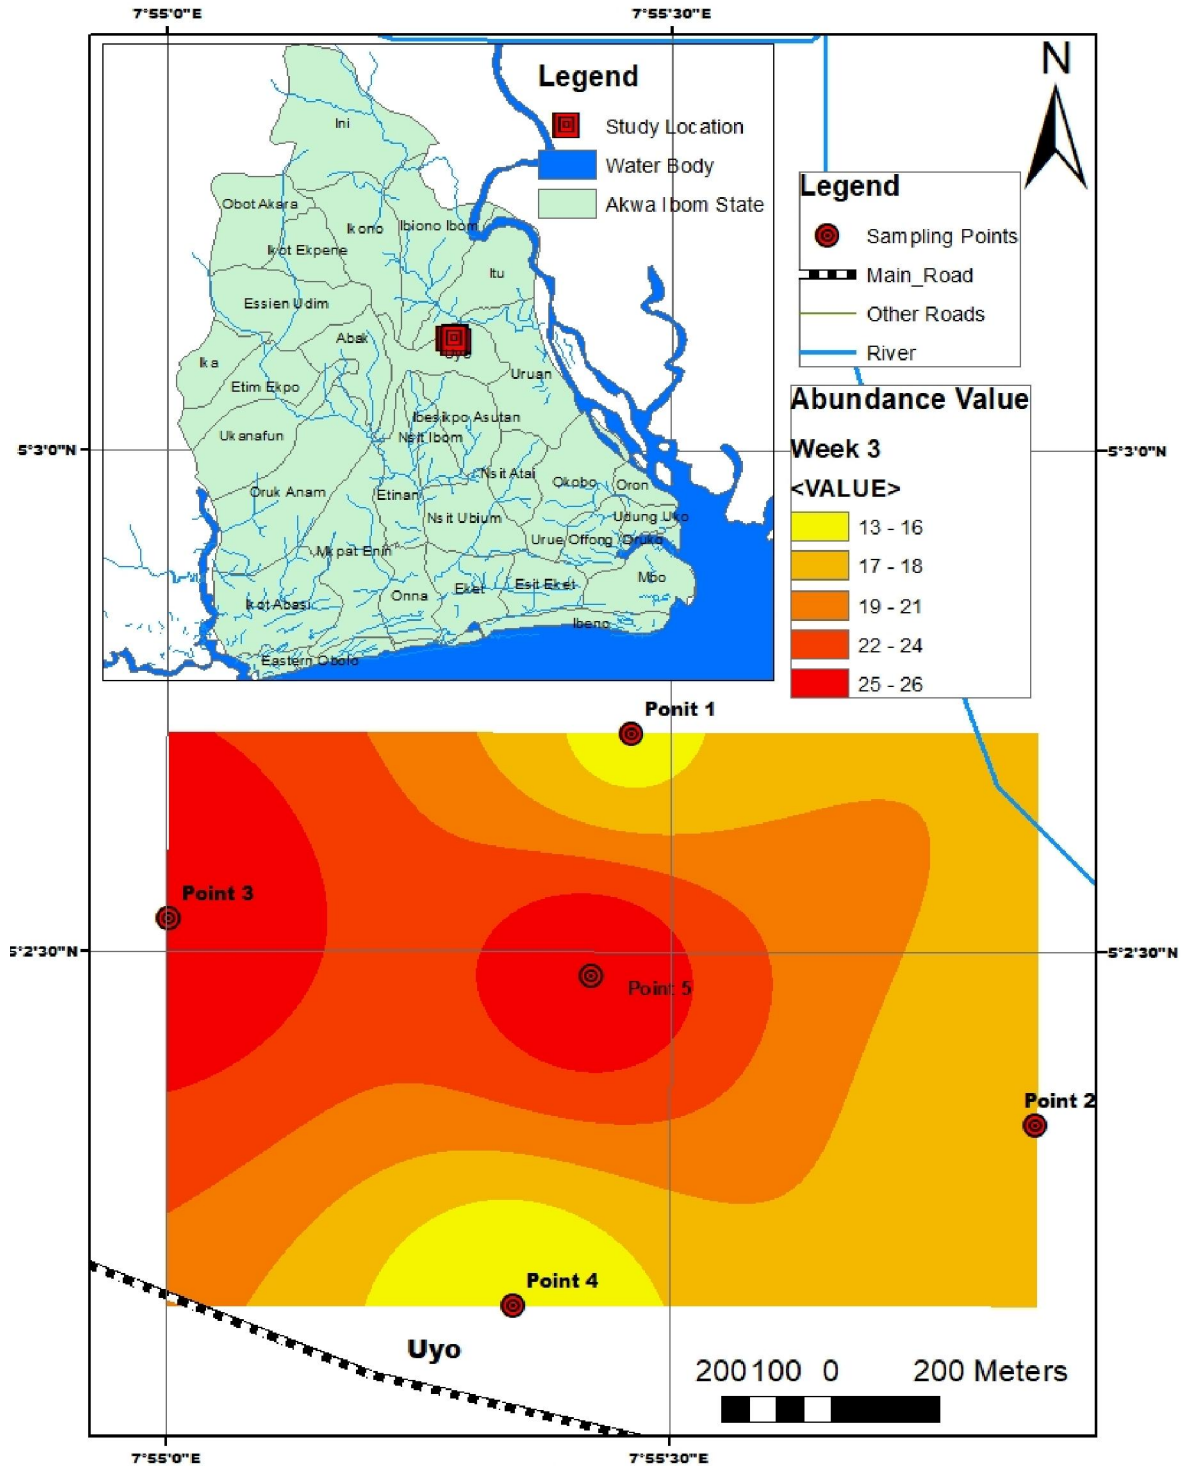 7°55'0"E
7°55'30"E
N
Legend
Study Location
Water Body
Akwa Ibom State
Legend
Sampling Points
Main_Road
Other Roads
River
Abundance Value
Week 3
<VALUE>
13 - 16
17 - 18
19 - 21
22 - 24
25 - 26
Ini
Obot Akara
Ikono
Ibiono Ibom
Ikot Ekpene
Itu
Essien Udim
Abak
Uyo
Ika
Etim Ekpo
Uruan
Ibesikpo Asutan
Ukanafun
Nsit Ibom
Nsit Atai
Okobo
Oron
Oruk Anam
Etinan
Nsit Ubium
Udung Uko
Urue Offong Oruko
Mkpat Enin
Mbo
Esit Eket
Eket
Onna
Ikot Abasi
Ibeno
Eastern Obolo
5°3'0"N
5°3'0"N
Ponit 1
Point 3
5°2'30"N
5°2'30"N
Point 5
Point 2
Point 4
Uyo
200 100 0 200 Meters
7°55'0"E
7°55'30"E